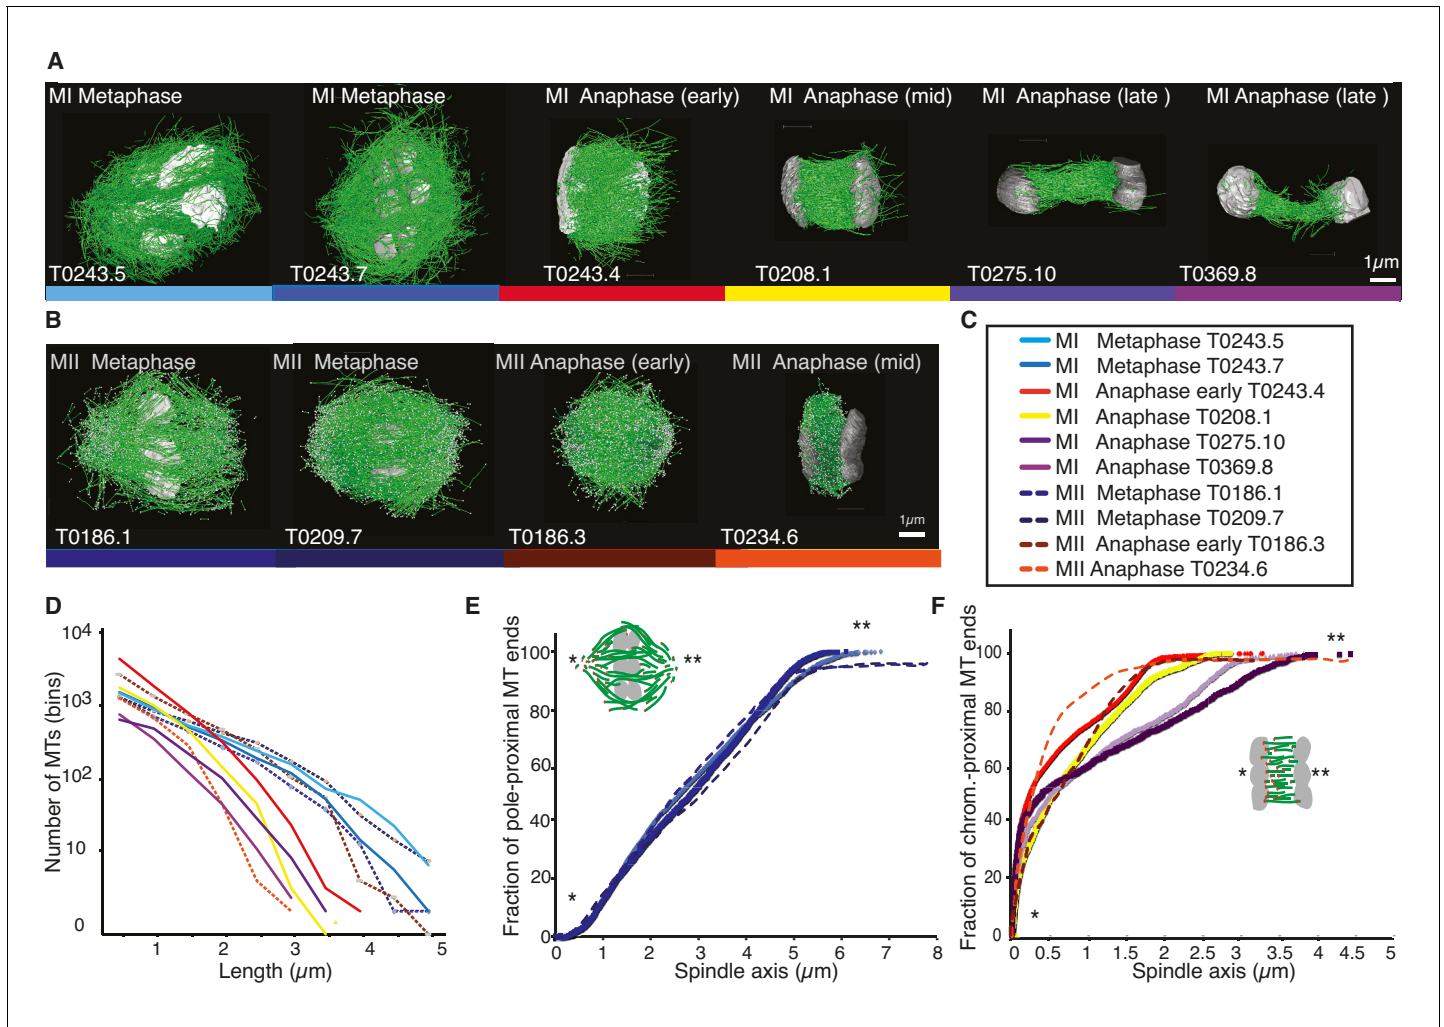 A
MI Metaphase
MI Metaphase
MI Anaphase (early)
MI Anaphase (mid)
MI Anaphase (late )
MI Anaphase (late )
T0243.5
T0243.7
T0243.4
T0208.1
T0275.10
T0369.8
1µm
B
MII Metaphase
MII Metaphase
MII Anaphase (early)
MII Anaphase (mid)
T0186.1
T0209.7
T0186.3
T0234.6
1µm
C
MI Metaphase T0243.5
MI Metaphase T0243.7
MI Anaphase early T0243.4
MI Anaphase T0208.1
MI Anaphase T0275.10
MI Anaphase T0369.8
MII Metaphase T0186.1
MII Metaphase T0209.7
MII Anaphase early T0186.3
MII Anaphase T0234.6
D
Number of MTs (bins)
10⁴
10³
10²
10
0
1 2 3 4 5
Length (µm)
E
Fraction of pole-proximal MT ends
100
80
60
40
20
0
0 1 2 3 4 5 6 7 8
Spindle axis (µm)
*
**
*
**
F
Fraction of chrom.-proximal MT ends
100
80
60
40
20
0
0 0.5 1 1.5 2 2.5 3 3.5 4 4.5 5
Spindle axis (µm)
**
*
**
*